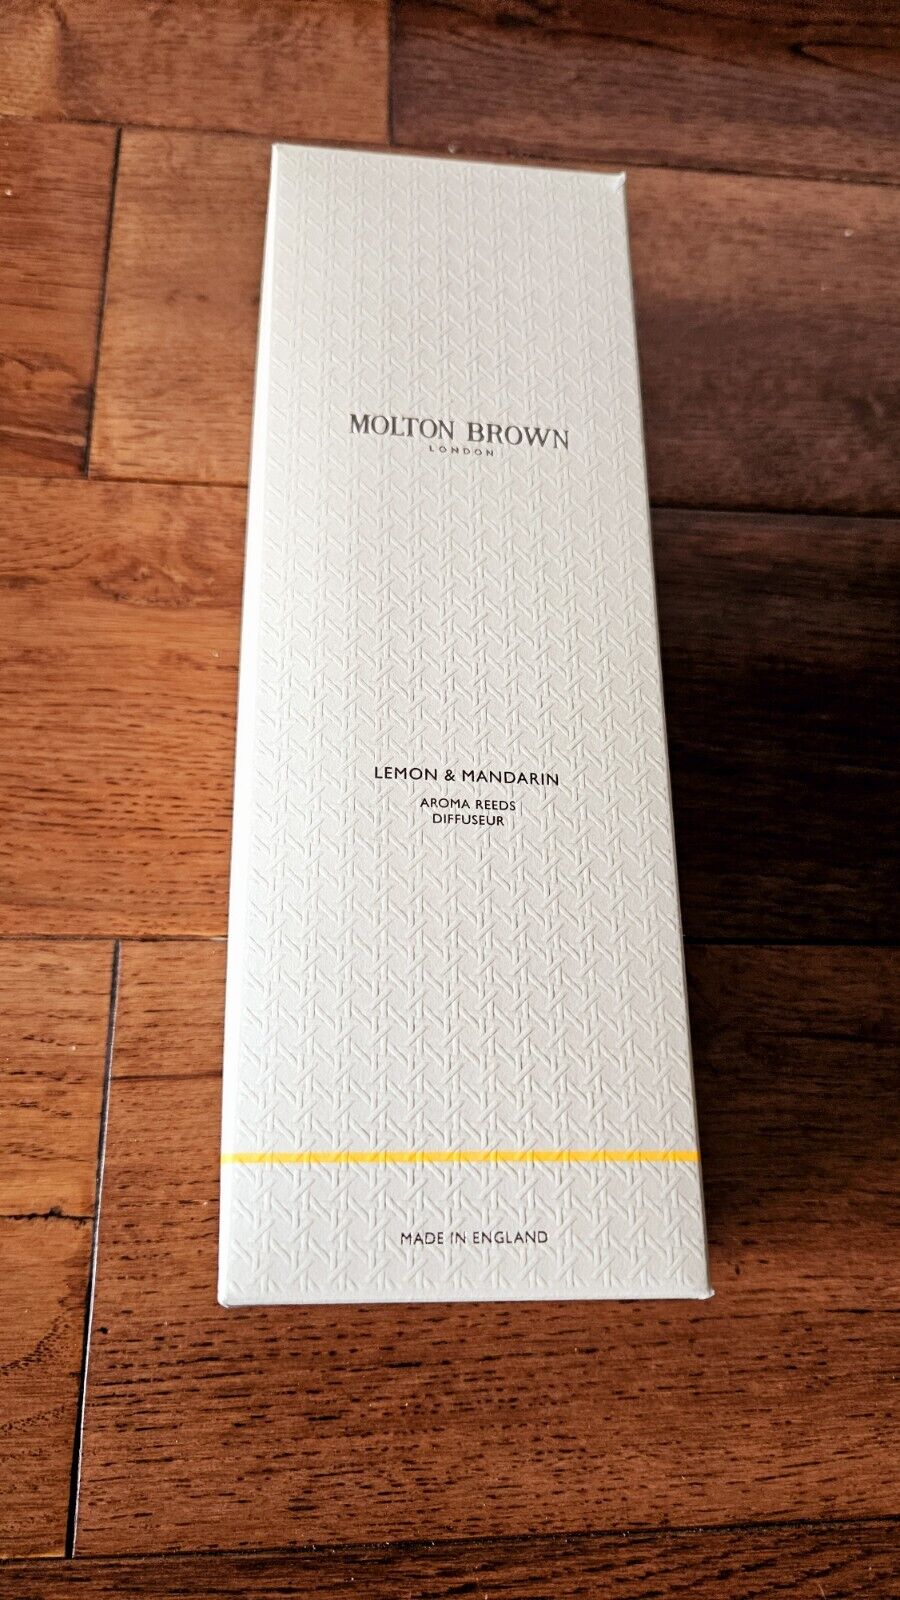 MOLTON BROWN
LONDON
LEMON & MANDARIN
AROMA REEDS
DIFFUSEUR
MADE IN ENGLAND